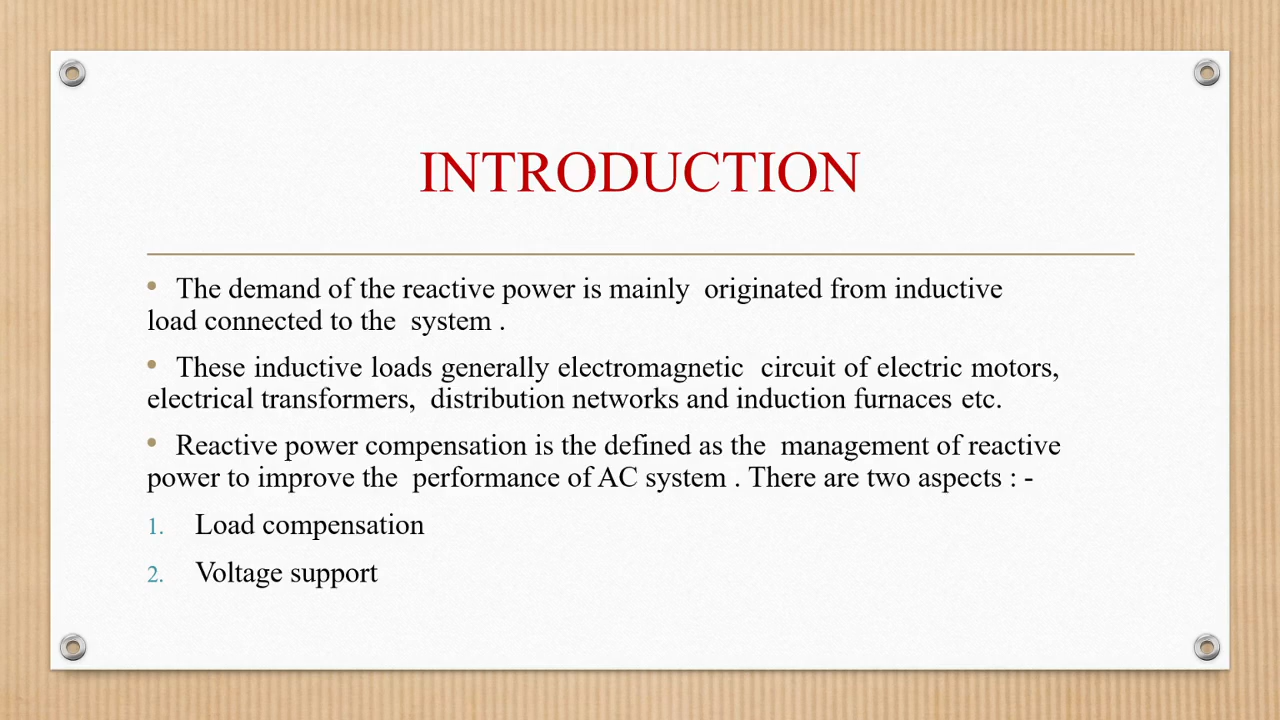 INTRODUCTION
• The demand of the reactive power is mainly  originated from inductive
load connected to the  system .
• These inductive loads generally electromagnetic  circuit of electric motors,
electrical transformers,  distribution networks and induction furnaces etc.
• Reactive power compensation is the defined as the  management of reactive
power to improve the  performance of AC system . There are two aspects : -
1. Load compensation
2. Voltage support